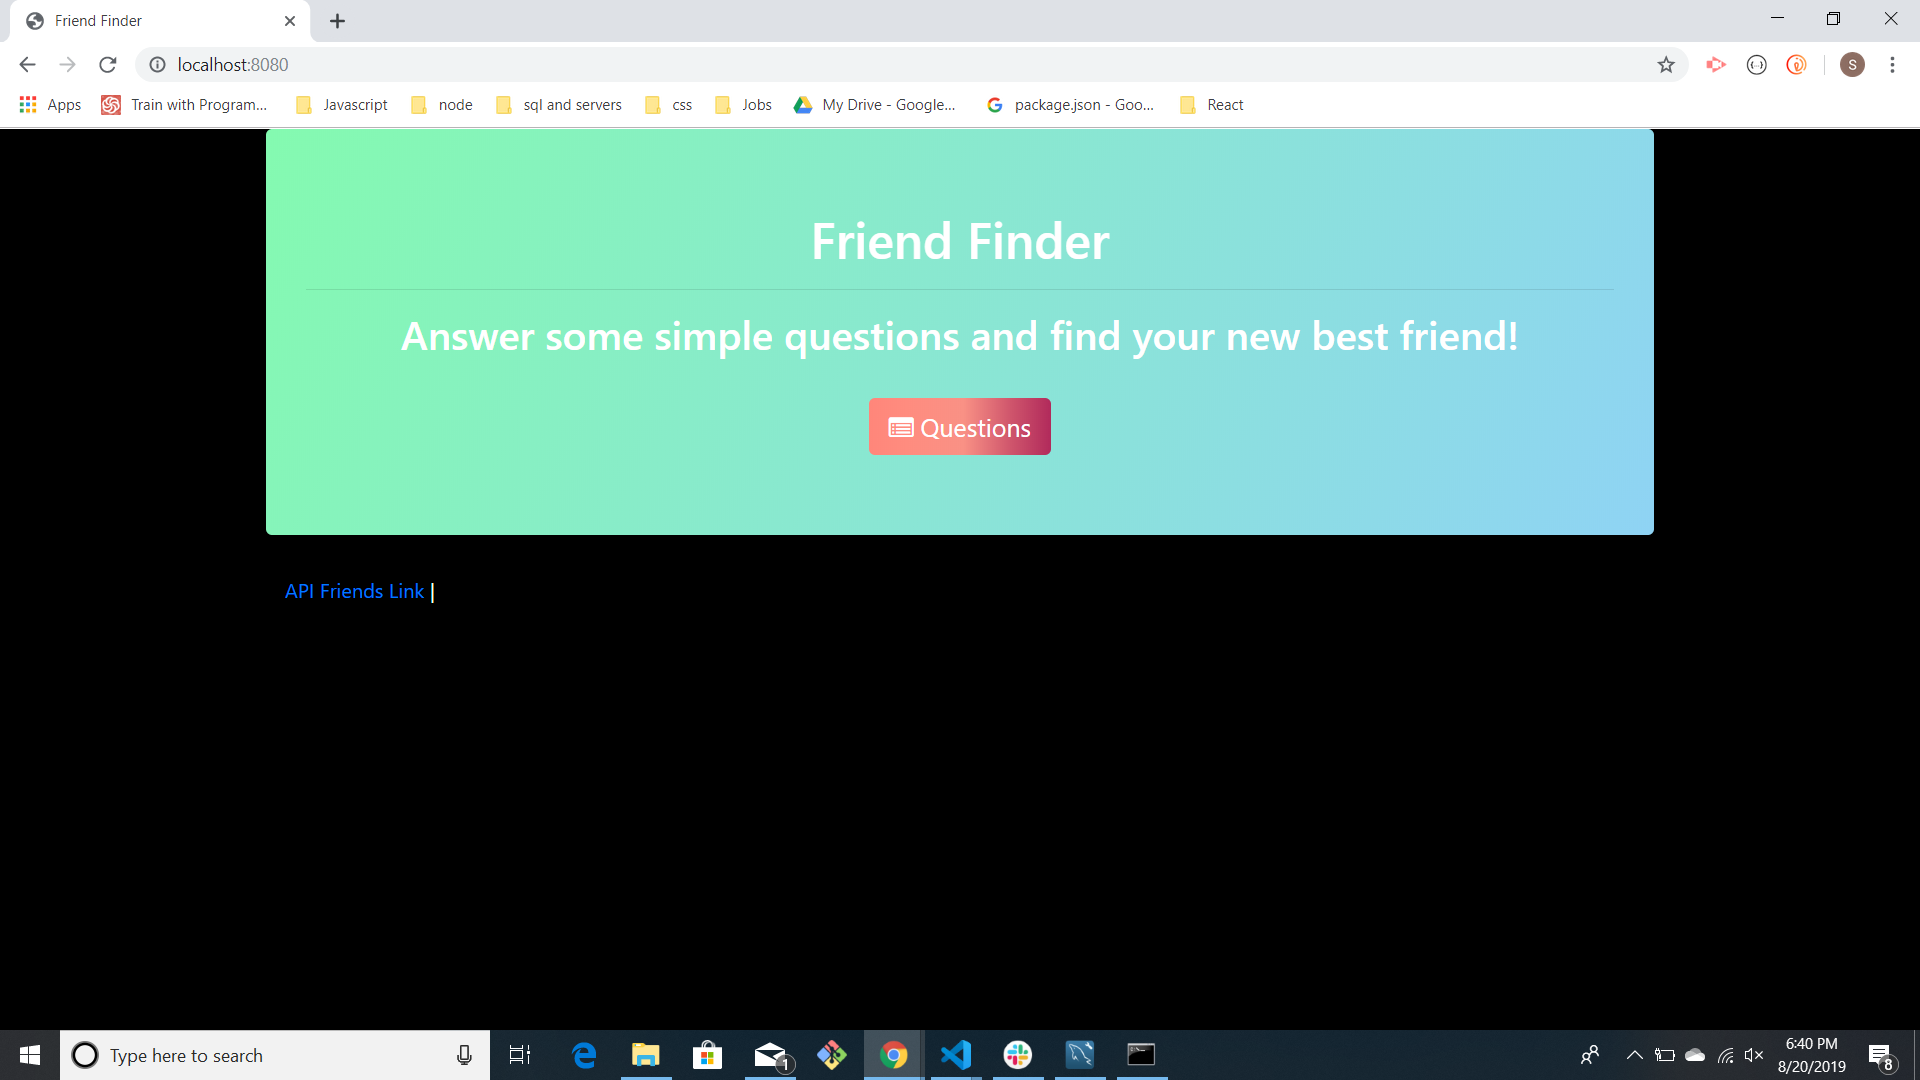 Friend Finder
localhost:8080
S
Apps
Train with Program...
Javascript
node
sql and servers
css
Jobs
My Drive - Google...
package.json - Goo...
React
Friend Finder
Answer some simple questions and find your new best friend!
Questions
API Friends Link |
Type here to search
1
6:40 PM
8/20/2019
8